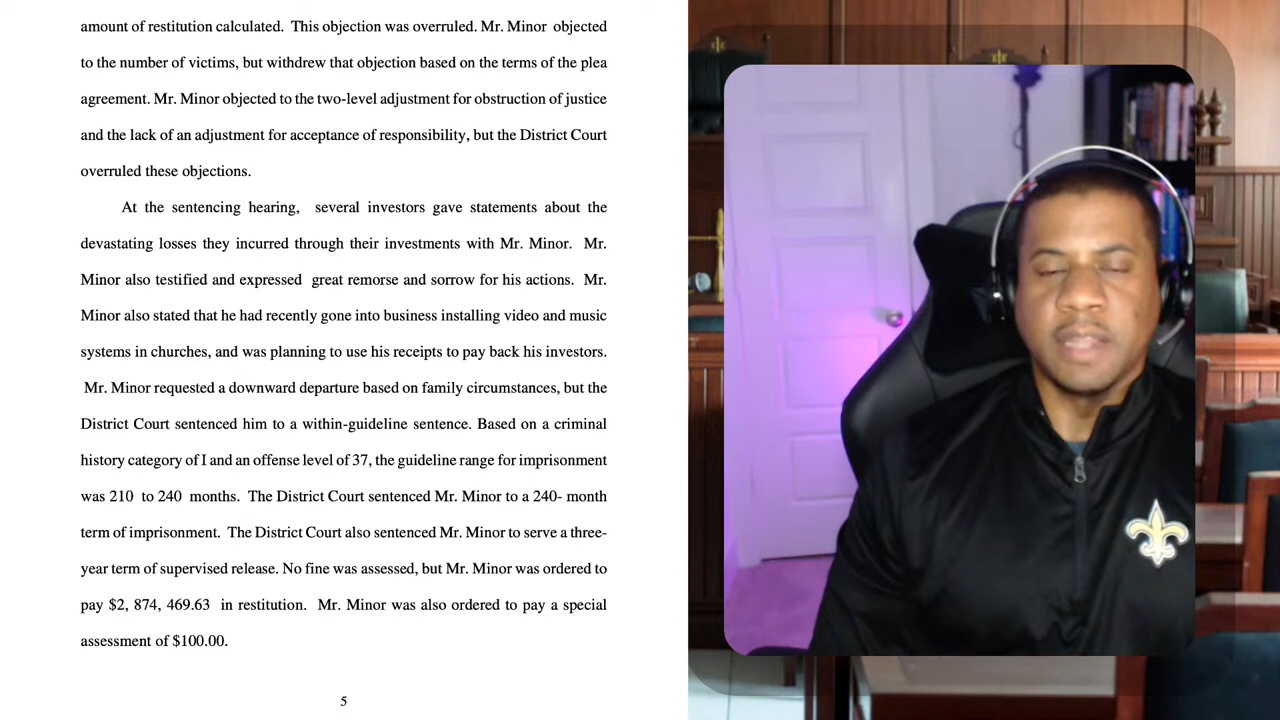 amount of restitution calculated. This objection was overruled. Mr. Minor objected
to the number of victims, but withdrew that objection based on the terms of the plea
agreement. Mr. Minor objected to the two-level adjustment for obstruction of justice
and the lack of an adjustment for acceptance of responsibility, but the District Court
overruled these objections.
At the sentencing hearing, several investors gave statements about the
devastating losses they incurred through their investments with Mr. Minor. Mr.
Minor also testified and expressed great remorse and sorrow for his actions. Mr.
Minor also stated that he had recently gone into business installing video and music
systems in churches, and was planning to use his receipts to pay back his investors.
Mr. Minor requested a downward departure based on family circumstances, but the
District Court sentenced him to a within-guideline sentence. Based on a criminal
history category of I and an offense level of 37, the guideline range for imprisonment
was 210 to 240 months. The District Court sentenced Mr. Minor to a 240- month
term of imprisonment. The District Court also sentenced Mr. Minor to serve a three-
year term of supervised release. No fine was assessed, but Mr. Minor was ordered to
pay $2, 874, 469.63 in restitution. Mr. Minor was also ordered to pay a special
assessment of $100.00.
5